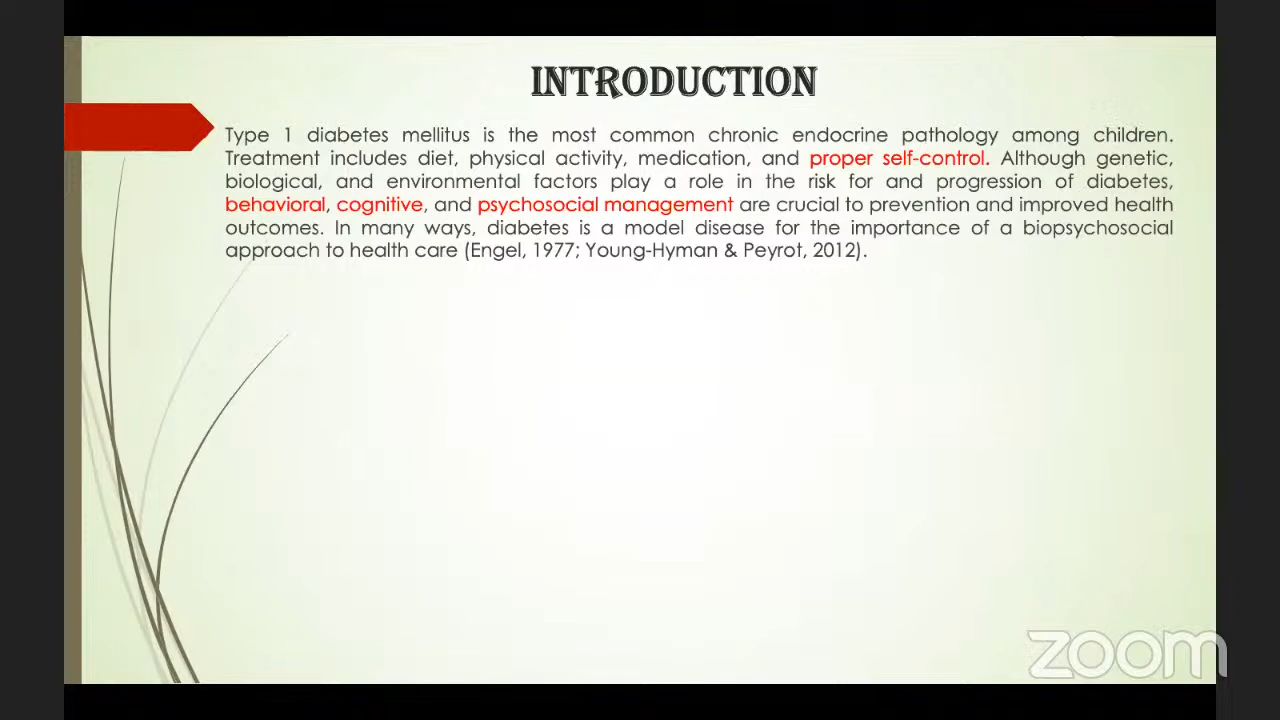 INTRODUCTION
Type 1 diabetes mellitus is the most common chronic endocrine pathology among children.
Treatment includes diet, physical activity, medication, and proper self-control. Although genetic,
biological, and environmental factors play a role in the risk for and progression of diabetes,
behavioral, cognitive, and psychosocial management are crucial to prevention and improved health
outcomes. In many ways, diabetes is a model disease for the importance of a biopsychosocial
approach to health care (Engel, 1977; Young-Hyman & Peyrot, 2012).
zoom